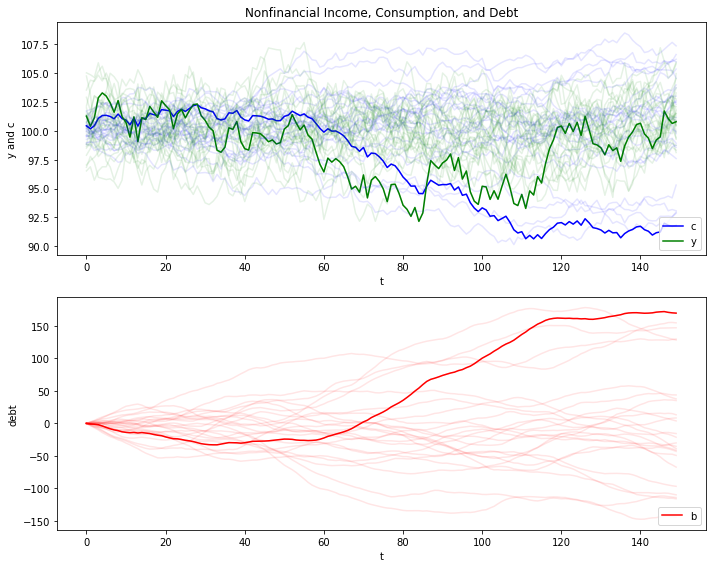 Nonfinancial Income, Consumption, and Debt
107.5
105.0
102.5
100.0
97.5
95.0
92.5
90.0
y and c
c
y
0 20 40 60 80 100 120 140
t
150
100
50
0
−50
−100
−150
debt
b
0 20 40 60 80 100 120 140
t